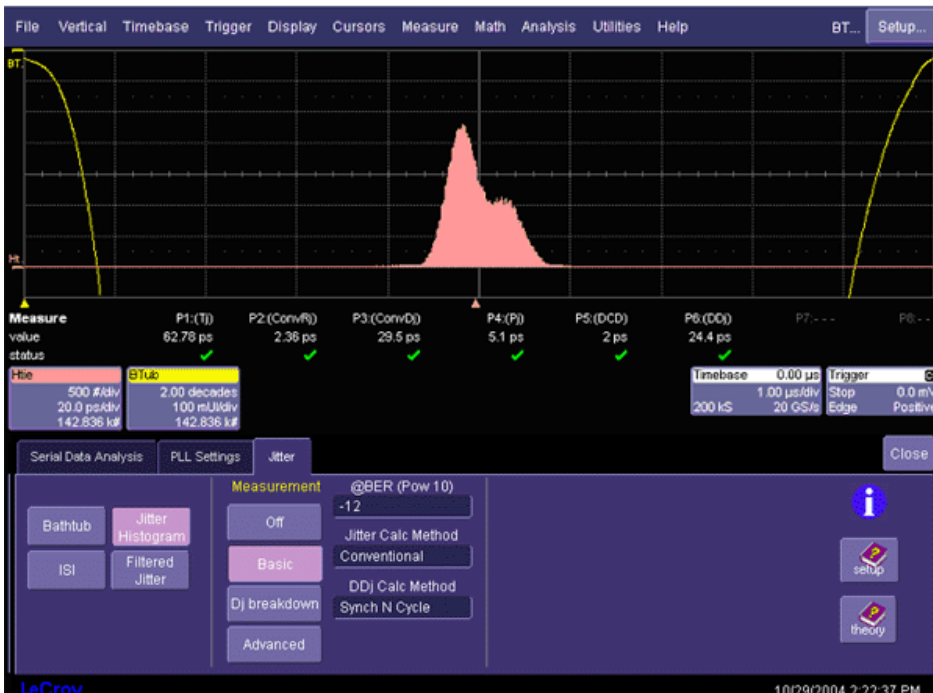 File Vertical Timebase Trigger Display Cursors Measure Math Analysis Utilities Help BT... Setup...
BT.
Ht.
Measure P1:(Tj) P2:(ConvRj) P3:(ConvDj) P4:(Pj) P5:(DCD) P6:(DDj) P7:--- P8:--
value 62.78 ps 2.36 ps 29.5 ps 5.1 ps 2 ps 24.4 ps
status
Htie BTub Timebase 0.00 µs Trigger
500 #/div 2.00 decades 1.00 µs/div Stop 0.0 mV
20.0 ps/div 100 mUI/div 200 kS 20 GS/s Edge Positive
142.836 k# 142.836 k#
Serial Data Analysis PLL Settings Jitter Close
Measurement @BER (Pow 10)
-12
Bathtub Jitter Histogram Off
Jitter Calc Method
Conventional
ISI Filtered Jitter Basic
DDj Calc Method
Dj breakdown Synch N Cycle
Advanced
i
setup
theory
LeCroy 10/29/2004 2:22:37 PM